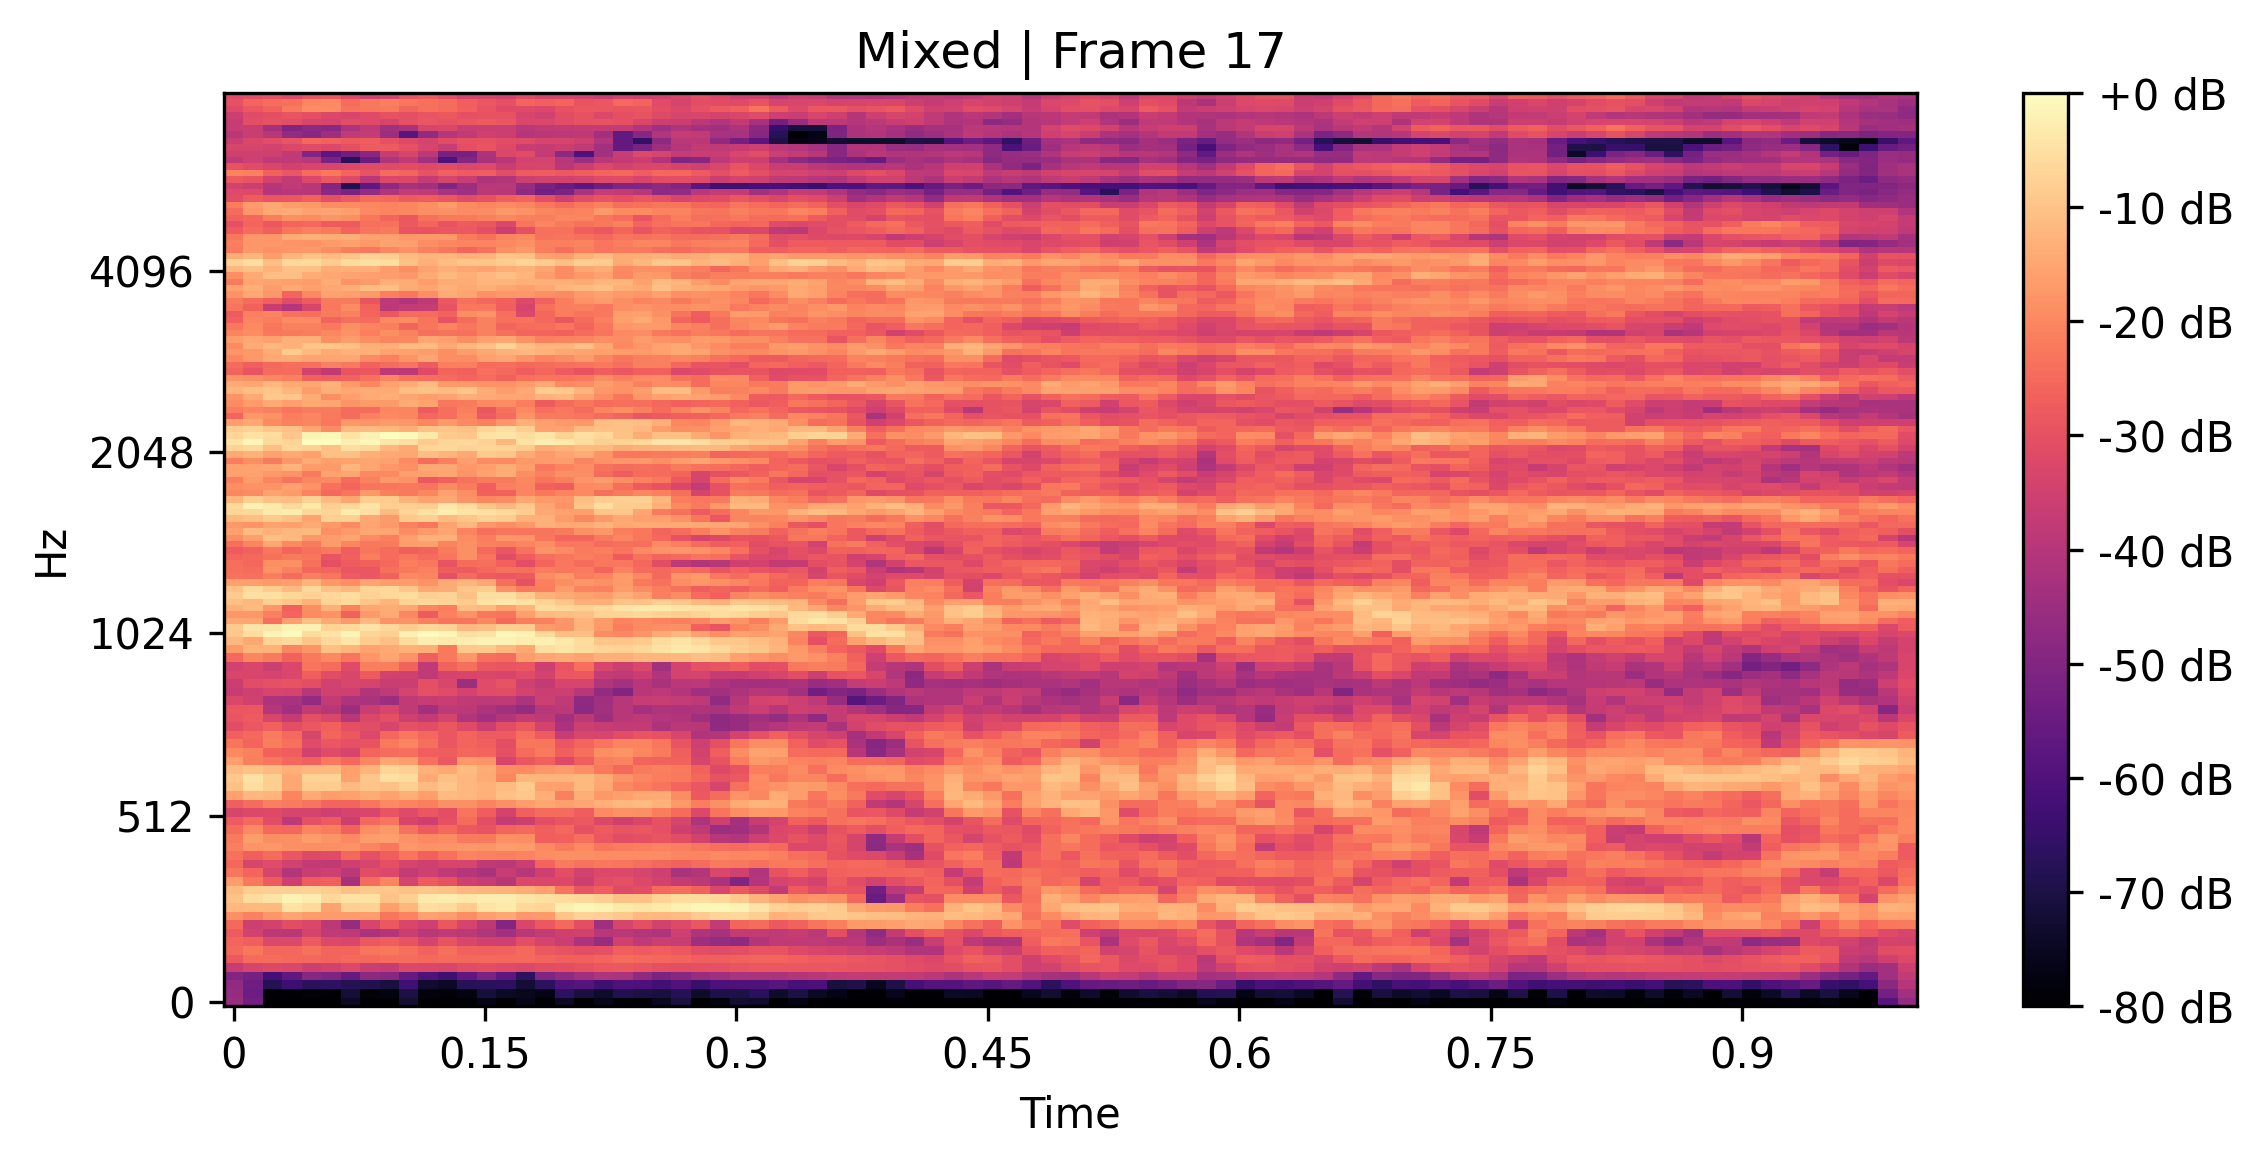 Mixed | Frame 17
+0 dB
-10 dB
-20 dB
-30 dB
-40 dB
-50 dB
-60 dB
-70 dB
-80 dB
Hz
4096
2048
1024
512
0
0 0.15 0.3 0.45 0.6 0.75 0.9
Time